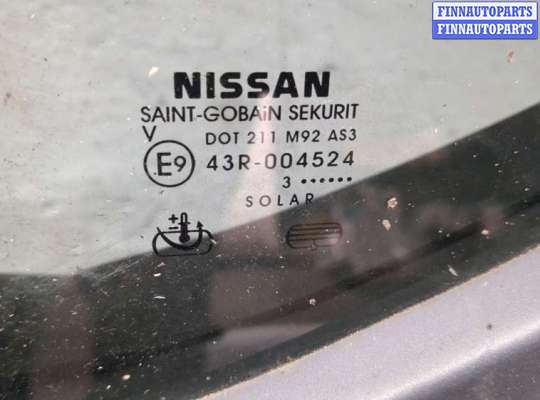 FINNAUTOPARTS
FINNAUTOPARTS
NISSAN
SAINT-GOBAiN SEKURIT
V
DOT 211 M92 AS3
E9 43R-004524
3 ••••••
SOLAR
+
−